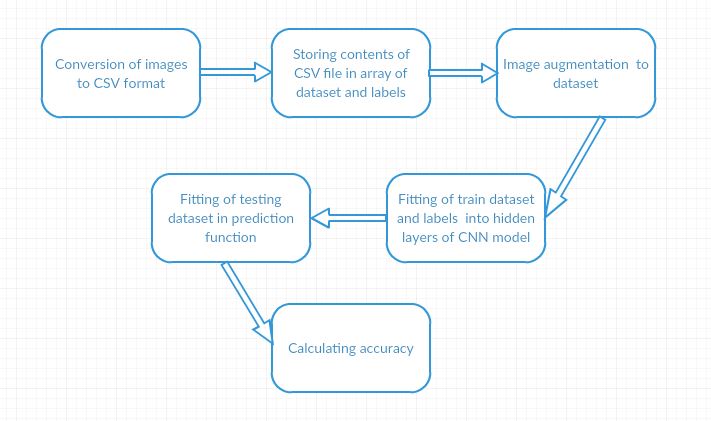 Conversion of images
to CSV format
Storing contents of
CSV file in array of
dataset and labels
Image augmentation to
dataset
Fitting of train dataset
and labels into hidden
layers of CNN model
Fitting of testing
dataset in prediction
function
Calculating accuracy